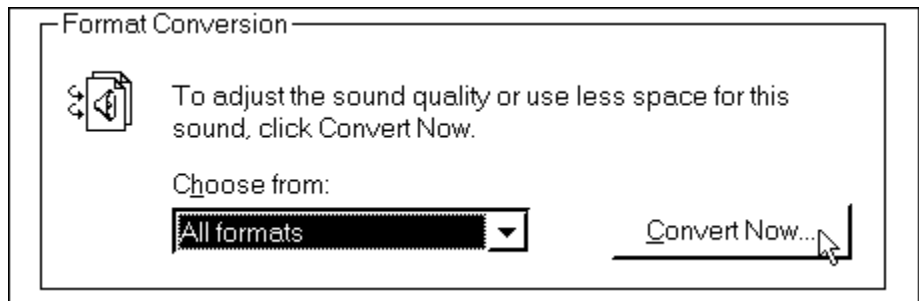 Format Conversion
To adjust the sound quality or use less space for this
sound, click Convert Now.
Choose from:
All formats
Convert Now...